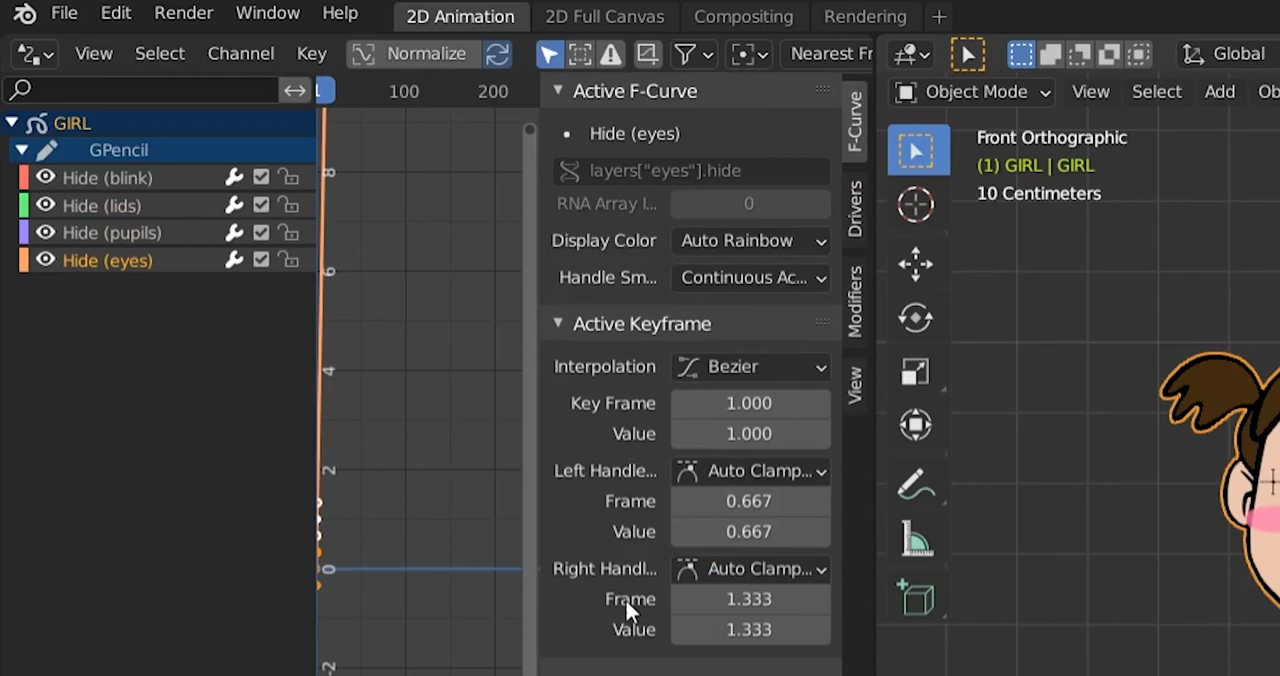 File Edit Render Window Help 2D Animation 2D Full Canvas Compositing Rendering +
View Select Channel Key Normalize Nearest Fr Global
1 100 200 Active F-Curve Object Mode View Select Add Ob
GIRL
GPencil
Hide (blink)
Hide (lids)
Hide (pupils)
Hide (eyes)
8
6
4
2
0
-2
Hide (eyes)
layers["eyes"].hide
RNA Array I... 0
Display Color Auto Rainbow
Handle Sm... Continuous Ac...
Active Keyframe
Interpolation Bezier
Key Frame 1.000
Value 1.000
Left Handle... Auto Clamp...
Frame 0.667
Value 0.667
Right Handl... Auto Clamp...
Frame 1.333
Value 1.333
F-Curve
Drivers
Modifiers
View
Front Orthographic
(1) GIRL | GIRL
10 Centimeters